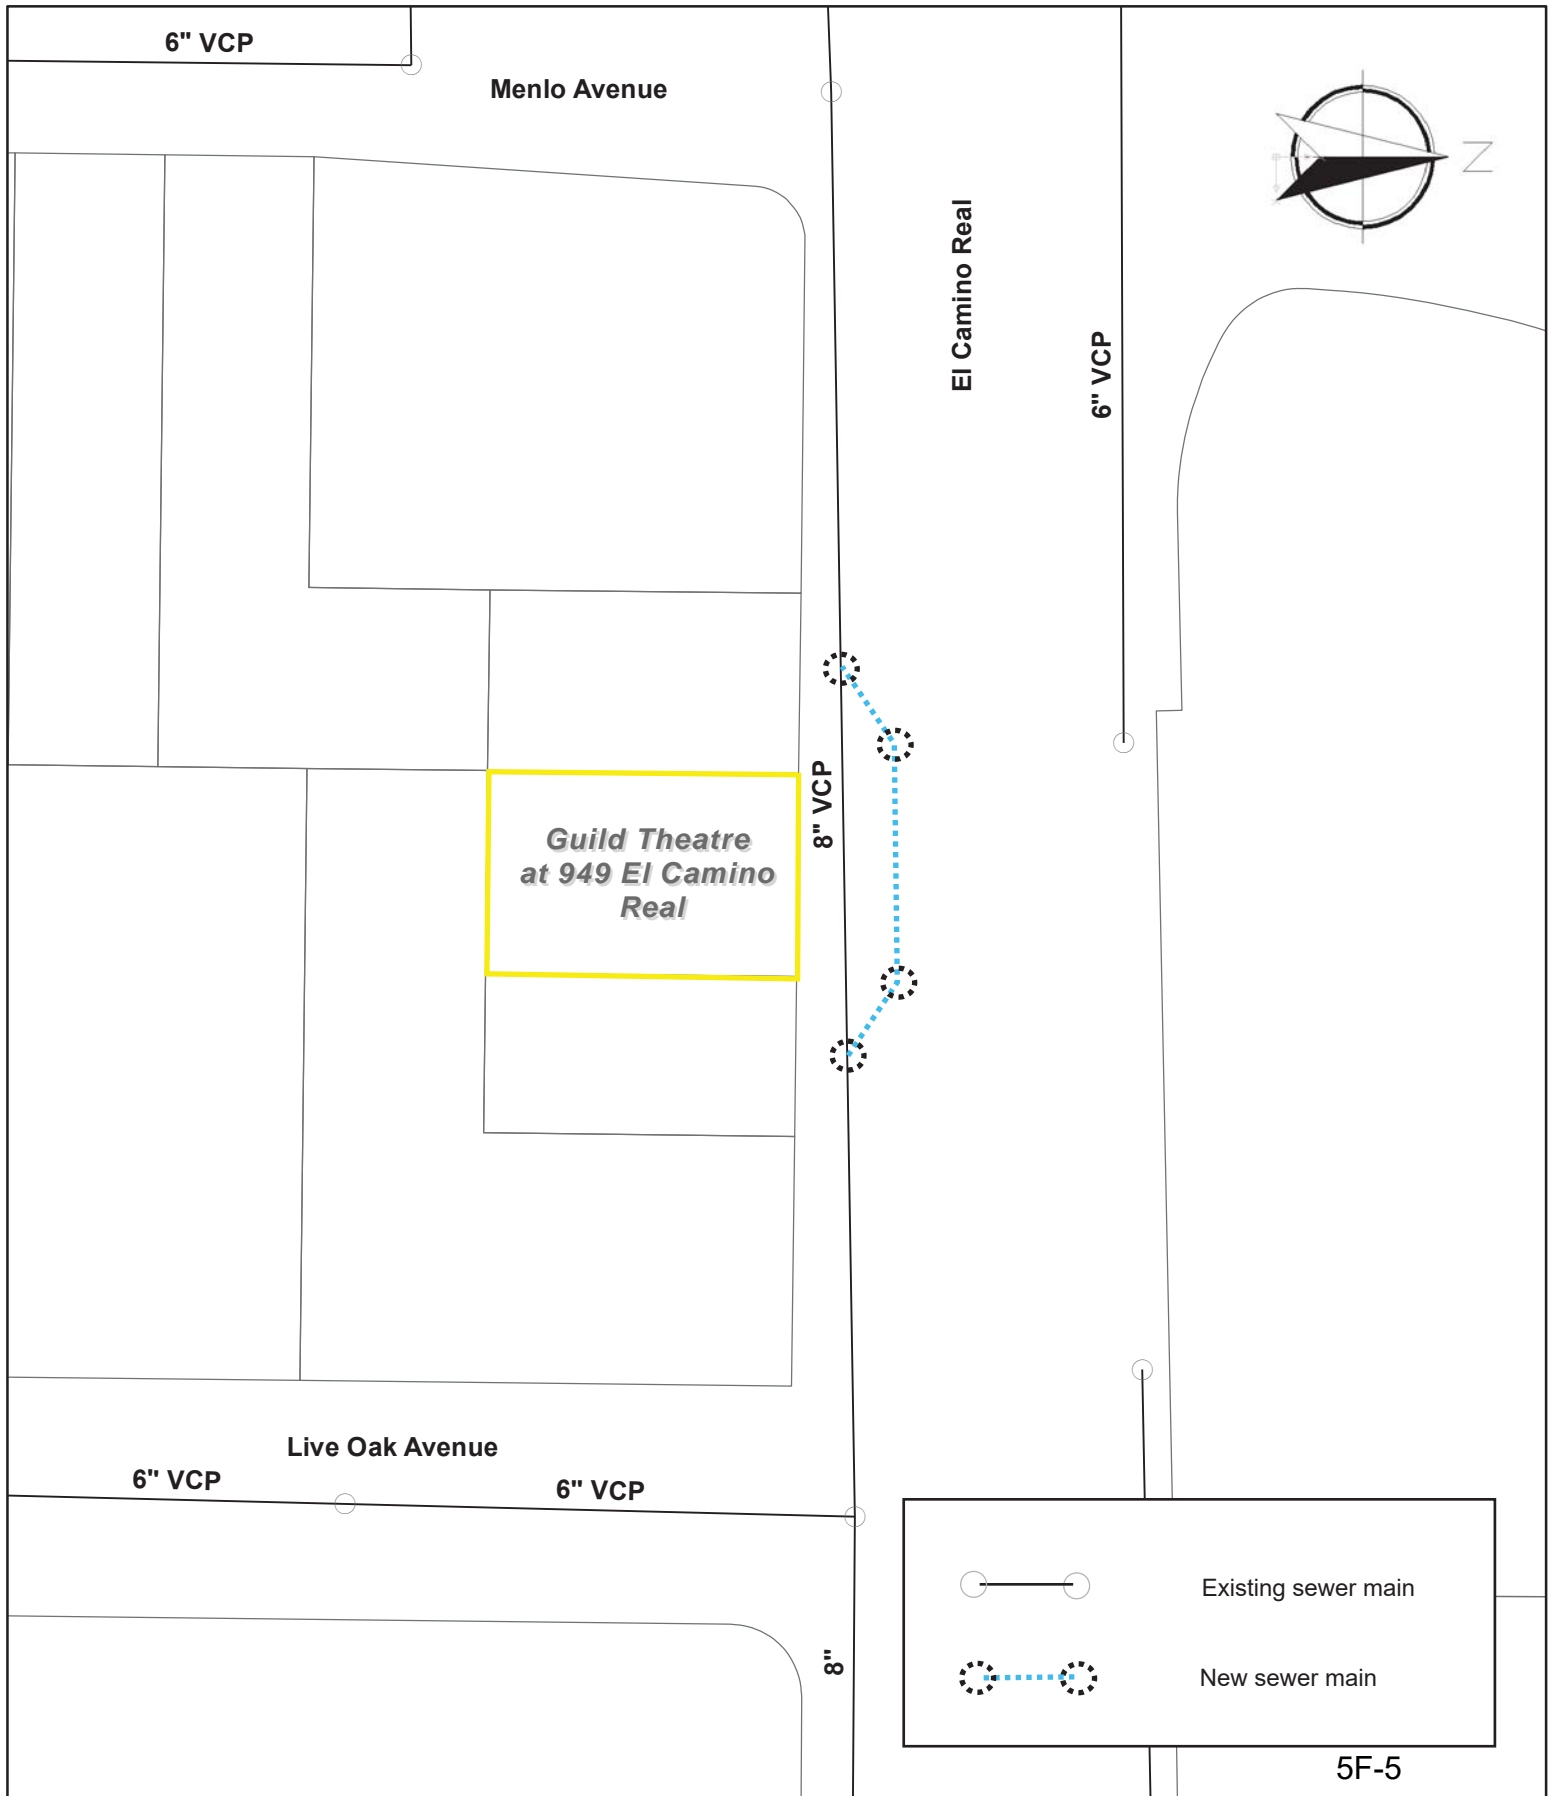 6" VCP
Menlo Avenue
N
El Camino Real
6" VCP
8" VCP
Guild Theatre
at 949 El Camino
Real
Live Oak Avenue
6" VCP
6" VCP
8"
Existing sewer main
New sewer main
5F-5